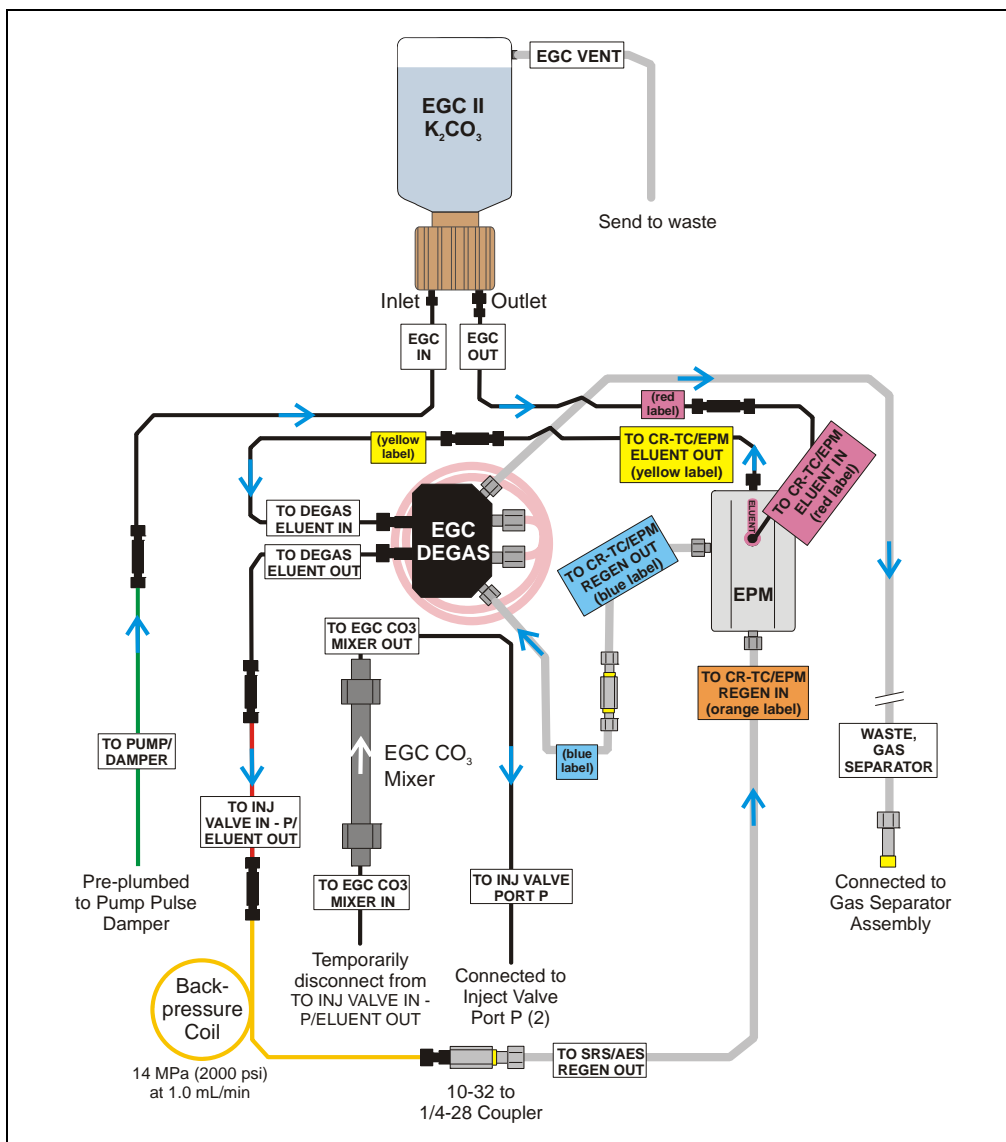 EGC VENT
EGC II
K₂CO₃
Send to waste
Inlet
Outlet
EGC
IN
EGC
OUT
(red
label)
(yellow
label)
TO CR-TC/EPM
ELUENT OUT
(yellow label)
TO CR-TC/EPM
ELUENT IN
(red label)
TO DEGAS
ELUENT IN
TO DEGAS
ELUENT OUT
EGC
DEGAS
TO CR-TC/EPM
REGEN OUT
(blue label)
ELUENT
EPM
TO EGC CO3
MIXER OUT
TO CR-TC/EPM
REGEN IN
(orange label)
EGC CO₃
Mixer
(blue
label)
TO PUMP/
DAMPER
WASTE,
GAS
SEPARATOR
TO INJ
VALVE IN - P/
ELUENT OUT
Pre-plumbed
to Pump Pulse
Damper
TO EGC CO3
MIXER IN
TO INJ VALVE
PORT P
Connected to
Gas Separator
Assembly
Temporarily
disconnect from
TO INJ VALVE IN -
P/ELUENT OUT
Connected to
Inject Valve
Port P (2)
Back-
pressure
Coil
14 MPa (2000 psi)
at 1.0 mL/min
TO SRS/AES
REGEN OUT
10-32 to
1/4-28 Coupler